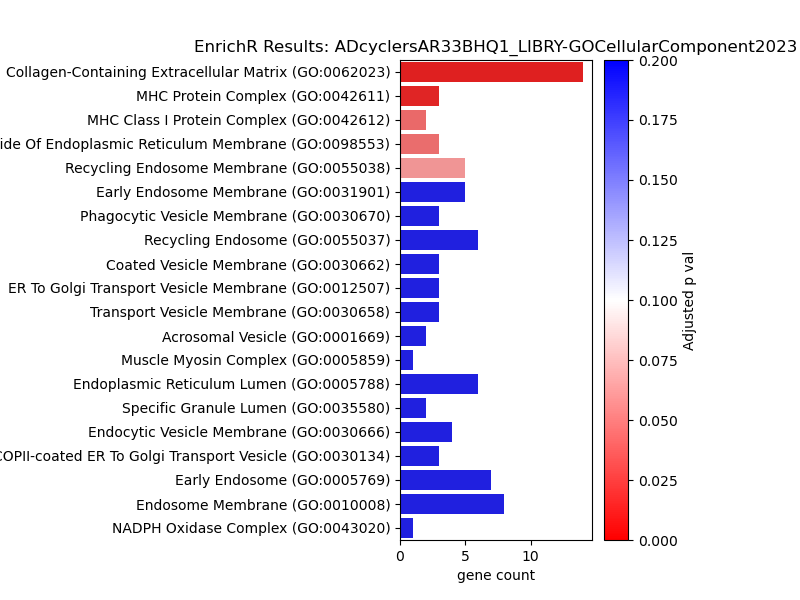 EnrichR Results: ADcyclersAR33BHQ1_LIBRY-GOCellularComponent2023
Collagen-Containing Extracellular Matrix (GO:0062023)
MHC Protein Complex (GO:0042611)
MHC Class I Protein Complex (GO:0042612)
ide Of Endoplasmic Reticulum Membrane (GO:0098553)
Recycling Endosome Membrane (GO:0055038)
Early Endosome Membrane (GO:0031901)
Phagocytic Vesicle Membrane (GO:0030670)
Recycling Endosome (GO:0055037)
Coated Vesicle Membrane (GO:0030662)
ER To Golgi Transport Vesicle Membrane (GO:0012507)
Transport Vesicle Membrane (GO:0030658)
Acrosomal Vesicle (GO:0001669)
Muscle Myosin Complex (GO:0005859)
Endoplasmic Reticulum Lumen (GO:0005788)
Specific Granule Lumen (GO:0035580)
Endocytic Vesicle Membrane (GO:0030666)
COPII-coated ER To Golgi Transport Vesicle (GO:0030134)
Early Endosome (GO:0005769)
Endosome Membrane (GO:0010008)
NADPH Oxidase Complex (GO:0043020)
0 5 10
gene count
0.200
0.175
0.150
0.125
0.100
0.075
0.050
0.025
0.000
Adjusted p val